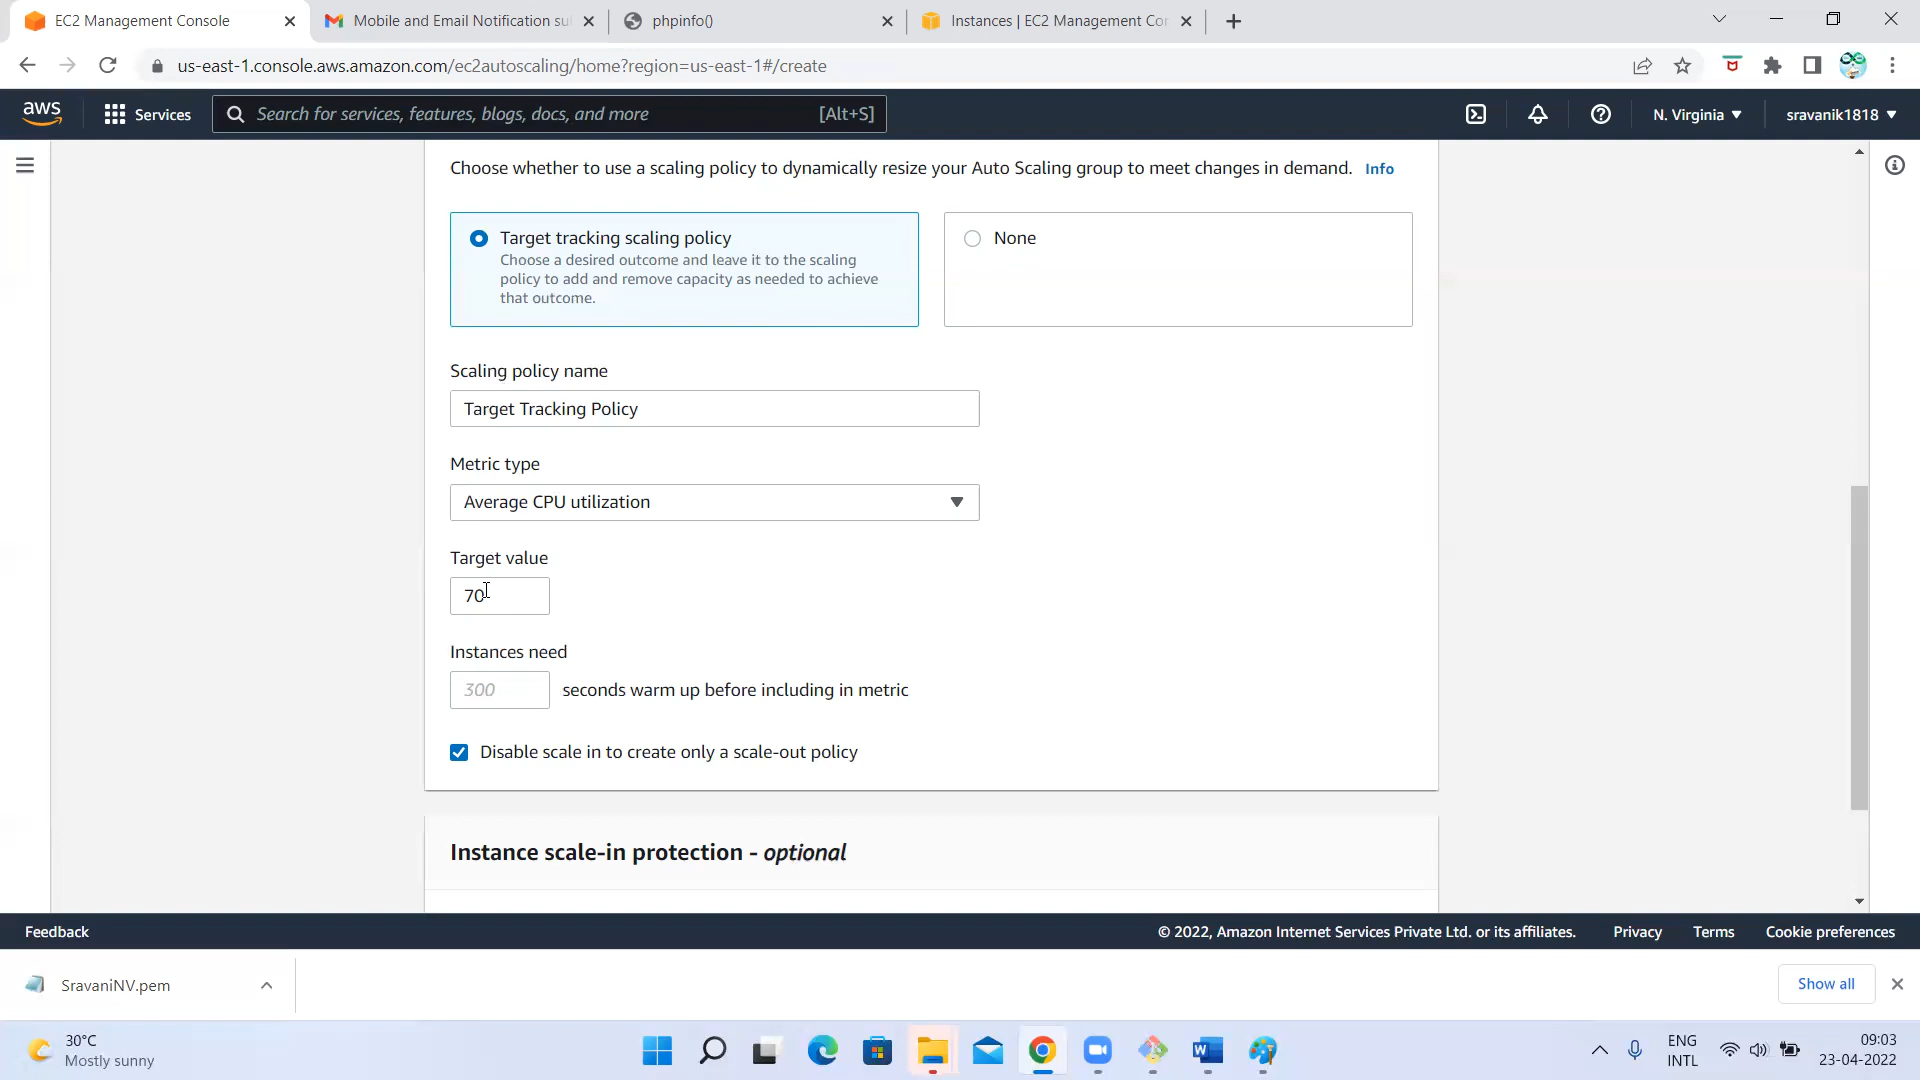 EC2 Management Console
Mobile and Email Notification su
phpinfo()
Instances | EC2 Management Con
us-east-1.console.aws.amazon.com/ec2autoscaling/home?region=us-east-1#/create
aws
Services
Search for services, features, blogs, docs, and more
[Alt+S]
N. Virginia
sravanik1818
Choose whether to use a scaling policy to dynamically resize your Auto Scaling group to meet changes in demand. Info
Target tracking scaling policy
Choose a desired outcome and leave it to the scaling
policy to add and remove capacity as needed to achieve
that outcome.
None
Scaling policy name
Target Tracking Policy
Metric type
Average CPU utilization
Target value
70
Instances need
300 seconds warm up before including in metric
Disable scale in to create only a scale-out policy
Instance scale-in protection - optional
Feedback
© 2022, Amazon Internet Services Private Ltd. or its affiliates.
Privacy
Terms
Cookie preferences
SravaniNV.pem
Show all
30°C
Mostly sunny
ENG
INTL
09:03
23-04-2022